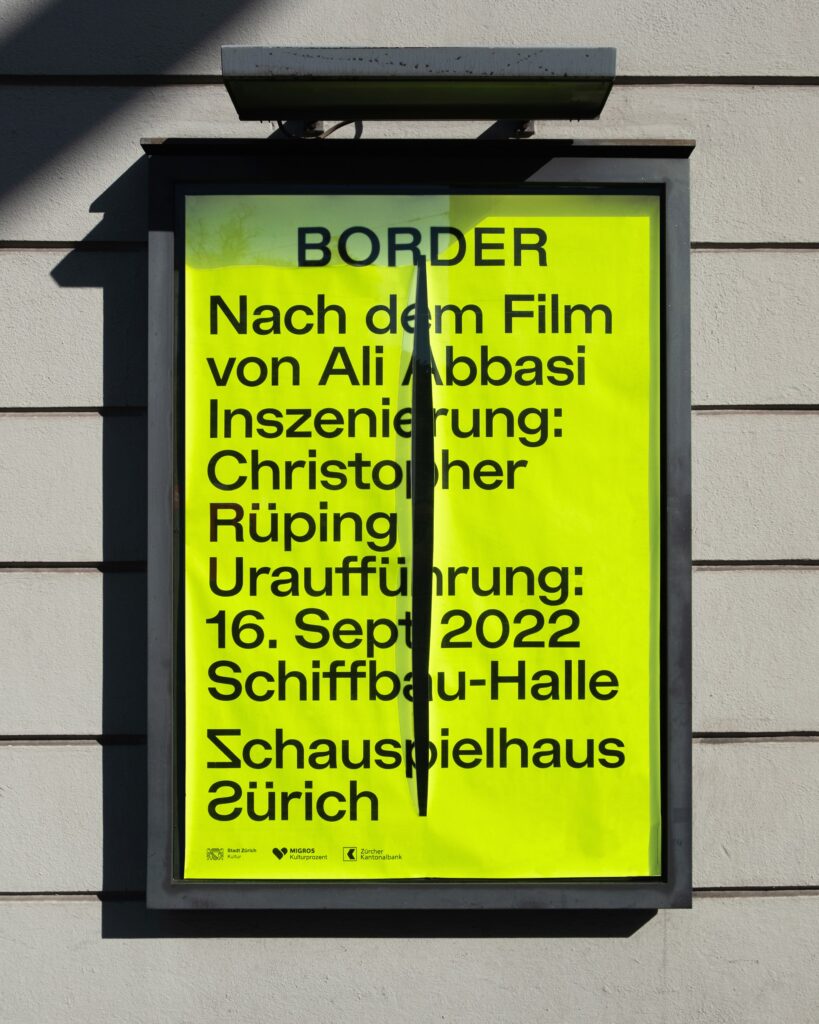 BORDER
Nach dem Film
von Ali Abbasi
Inszenierung:
Christopher
Rüping
Uraufführung:
16. Sept 2022
Schiffbau-Halle
Schauspielhaus
Zürich
Stadt Zürich
Kultur
MIGROS
Kulturprozent
Zürcher
Kantonalbank